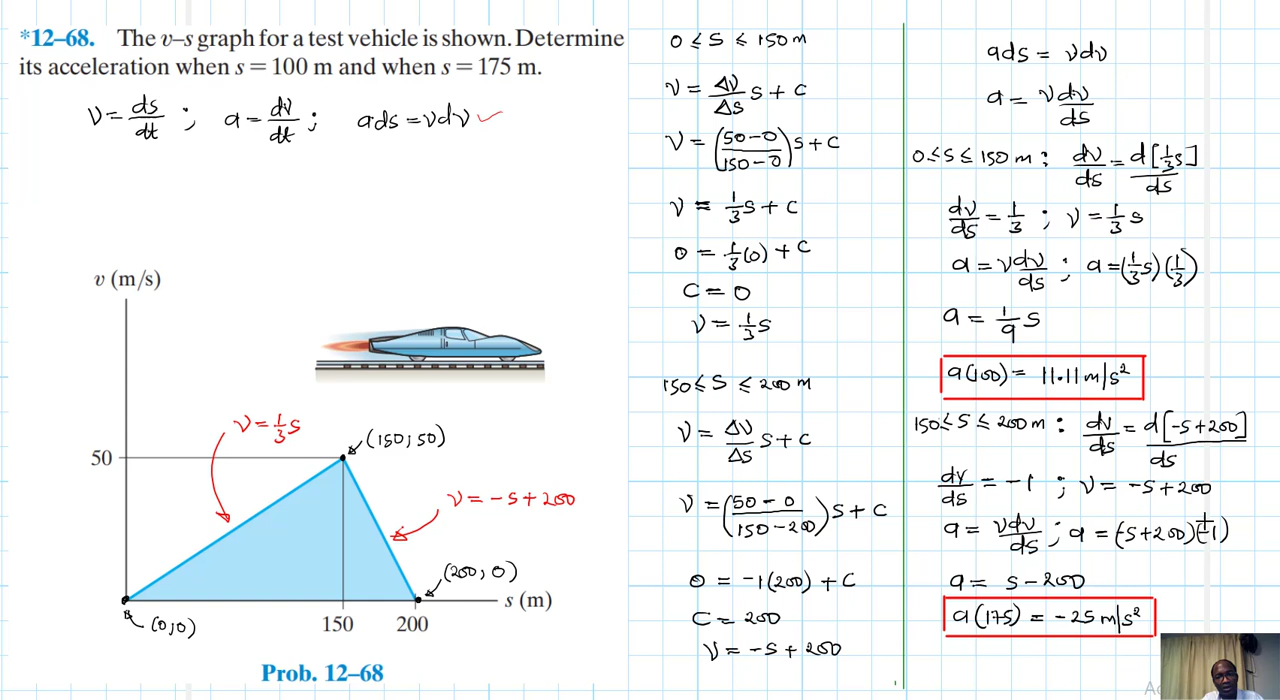 *12–68. The v–s graph for a test vehicle is shown. Determine
its acceleration when s = 100 m and when s = 175 m.
v = ds/dt ; a = dv/dt ; ads = vdv ✓
v (m/s)
v = 1/3 s
(150; 50)
50
v = -s + 200
(200; 0)
s (m)
(0;0)
150
200
Prob. 12–68
0 ≤ s ≤ 150 m
v = Δv/Δs s + c
v = (50 - 0/150 - 0) s + c
v = 1/3 s + c
0 = 1/3 (0) + c
c = 0
v = 1/3 s
150 ≤ s ≤ 200 m
v = Δv/Δs s + c
v = (50 - 0/150 - 200) s + c
0 = -1(200) + c
c = 200
v = -s + 200
ads = vdv
a = v dv/ds
0 ≤ s ≤ 150 m : dv/ds = d[1/3 s]/ds
dv/ds = 1/3 ; v = 1/3 s
a = v dv/ds ; a = (1/3 s)(1/3)
a = 1/9 s
a(100) = 11.11 m/s²
150 ≤ s ≤ 200 m : dv/ds = d[-s+200]/ds
dv/ds = -1 ; v = -s + 200
a = vdv/ds ; a = (-s+200)(-1)
a = s - 200
a(175) = -25 m/s²